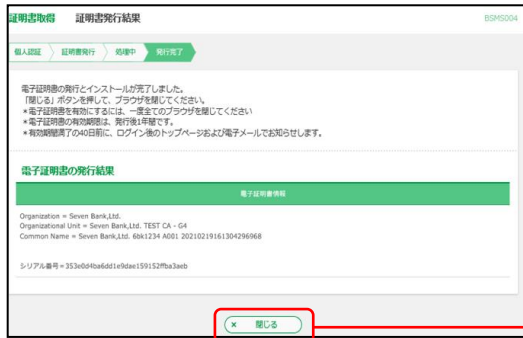 証明書取得 証明書発行結果 BSMS004
個人認証 証明書発行 処理中 発行完了
電子証明書の発行とインストールが完了しました。
「閉じる」ボタンを押して、ブラウザを閉じてください。
*電子証明書を有効にするには、一度全てのブラウザを閉じてください
*電子証明書の有効期限は、発行後1年間です。
*有効期間満了の40日前に、ログイン後のトップページおよび電子メールでお知らせします。
電子証明書の発行結果
電子証明書情報
Organization = Seven Bank,Ltd.
Organizational Unit = Seven Bank,Ltd. TEST CA - G4
Common Name = Seven Bank,Ltd. 6bk1234 A001 20210219161304296968
シリアル番号=353e0d4ba6dd1e9dae159152ffba3aeb
× 閉じる